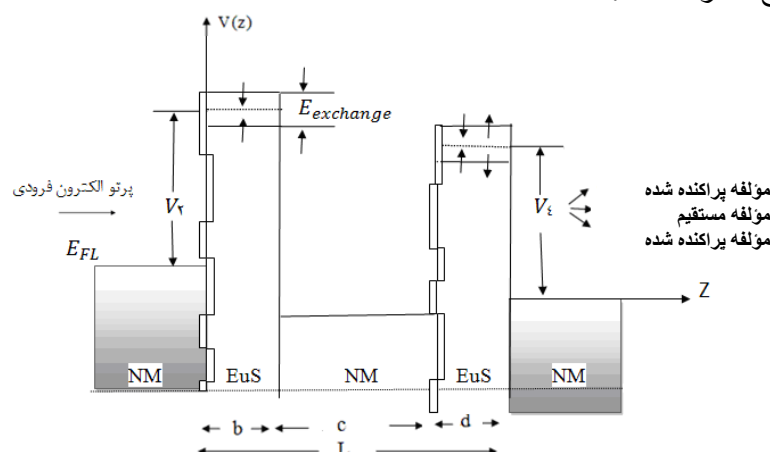 V(z)
E_exchange
پرتو الکترون فرودی
V۲
V٤
مؤلفه پراکنده شده
مؤلفه مستقیم
مؤلفه پراکنده شده
E_FL
Z
NM EuS NM EuS NM
b c d
L